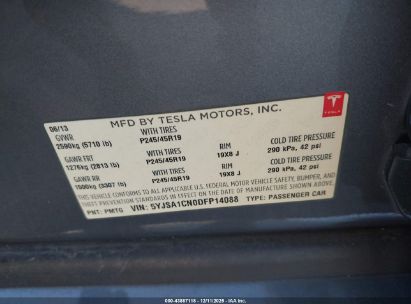 MFD BY TESLA MOTORS, INC.
06/13
GVWR
2590kg (5710 lb)
WITH TIRES
P245/45R19
GAWR FRT
1276kg (2813 lb)
WITH TIRES
P245/45R19
RIM
19X8 J
COLD TIRE PRESSURE
290 kPa, 42 psi
GAWR RR
1500kg (3307 lb)
WITH TIRES
P245/45R19
RIM
19X8 J
COLD TIRE PRESSURE
290 kPa, 42 psi
THIS VEHICLE CONFORMS TO ALL APPLICABLE FEDERAL MOTOR VEHICLE SAFETY, BUMPER, AND
THEFT PREVENTION STANDARDS IN EFFECT ON THE DATE OF MANUFACTURE SHOWN ABOVE.
PNT: PMTG
VIN: 5YJSA1CN0DFP14088
TYPE: PASSENGER CAR
TESLA